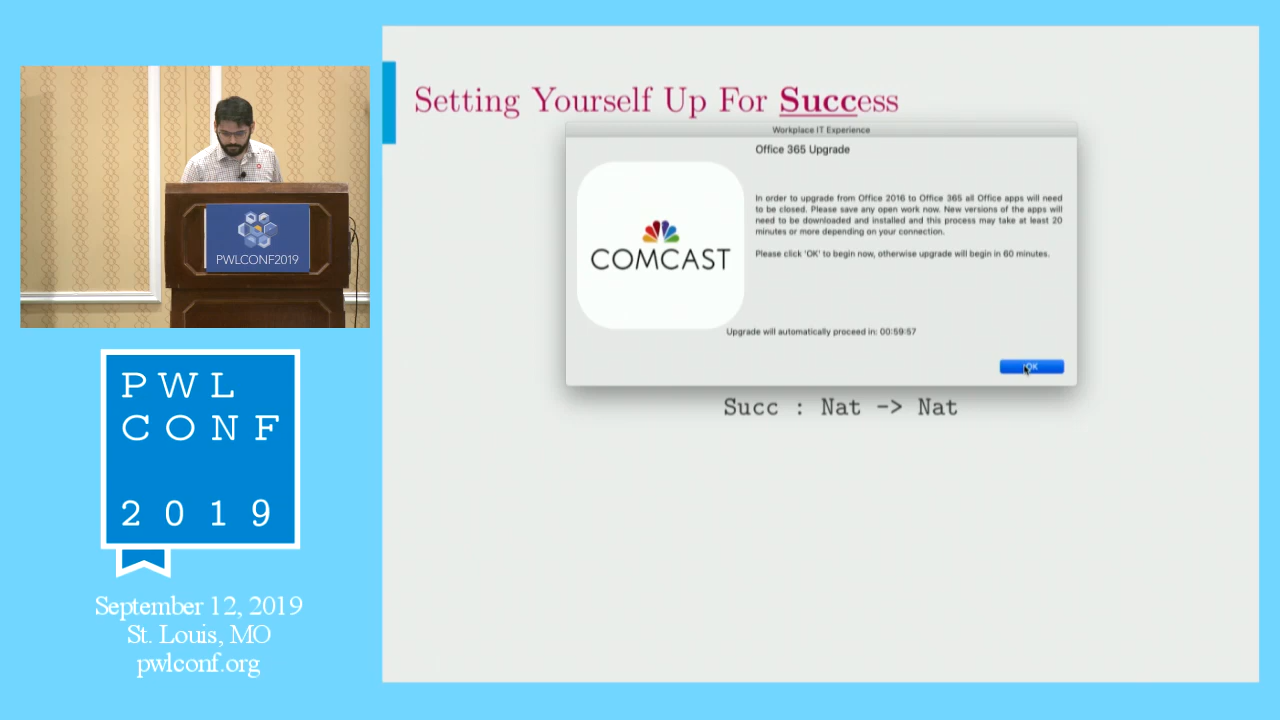 Setting Yourself Up For Success
Workplace IT Experience
Office 365 Upgrade
In order to upgrade from Office 2016 to Office 365 all Office apps will need
to be closed. Please save any open work now. New versions of the apps will
need to be downloaded and installed and this process may take at least 20
minutes or more depending on your connection.
Please click 'OK' to begin now, otherwise upgrade will begin in 60 minutes.
COMCAST
Upgrade will automatically proceed in: 00:59:57
OK
Succ : Nat -> Nat
PWLCONF2019
PWL
CONF
2019
September 12, 2019
St. Louis, MO
pwlconf.org